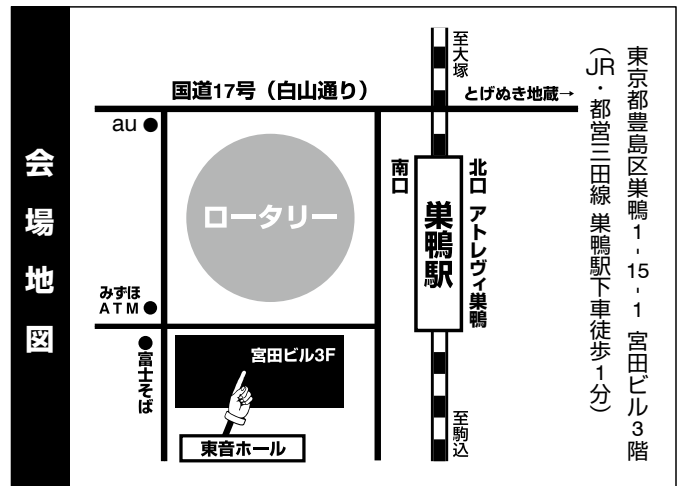 会場地図
国道17号（白山通り）
とげぬき地蔵→
至大塚
au
ロータリー
南口
巣鴨駅
北口 アトレヴィ巣鴨
みずほ
ATM
富士そば
宮田ビル3F
東音ホール
至駒込
東京都豊島区巣鴨1-15-1 宮田ビル3階
（JR・都営三田線 巣鴨駅下車徒歩1分）